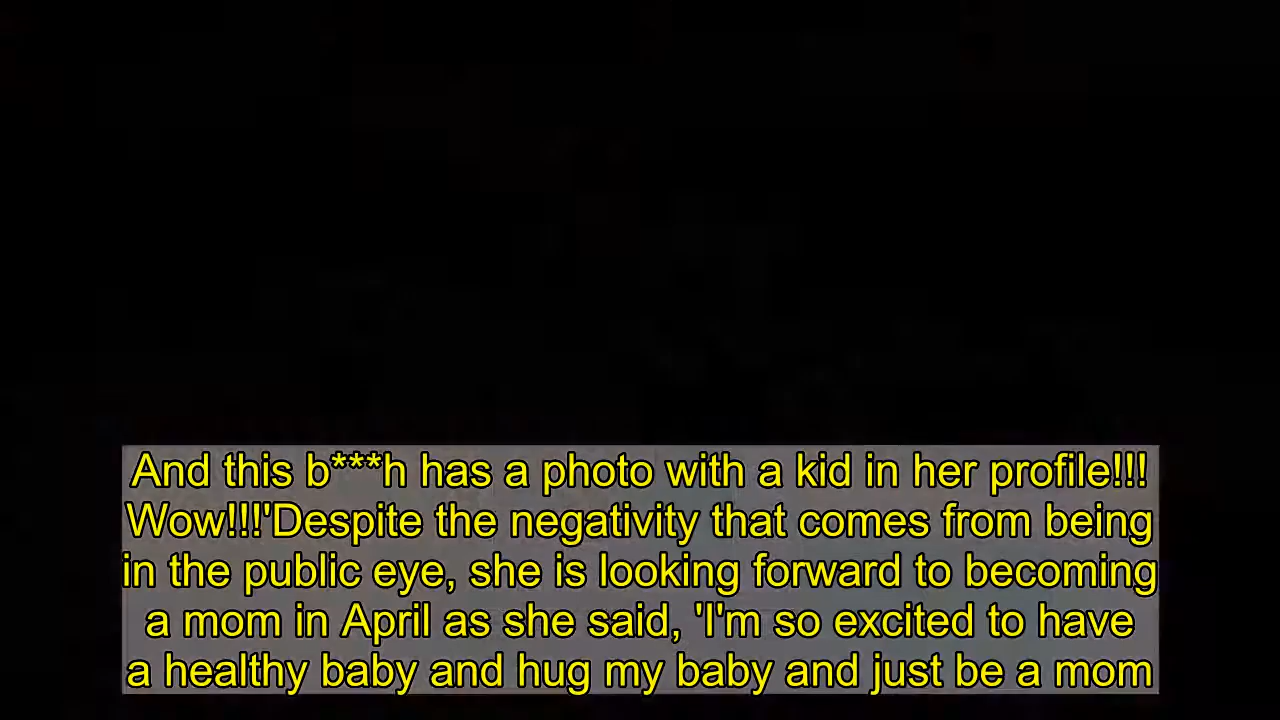 And this b***h has a photo with a kid in her profile!!!
Wow!!!'Despite the negativity that comes from being
in the public eye, she is looking forward to becoming
a mom in April as she said, 'I'm so excited to have
a healthy baby and hug my baby and just be a mom